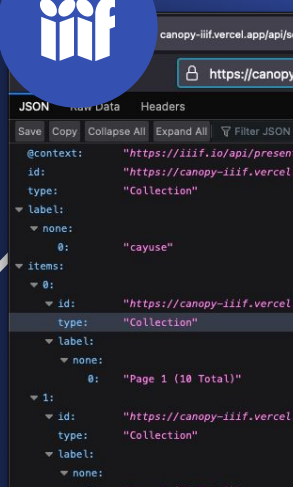 iiif
canopy-iiif.vercel.app/api/s
https://canopy
JSON Raw Data Headers
Save Copy Collapse All Expand All Filter JSON
@context: "https://iiif.io/api/presen
id: "https://canopy-iiif.vercel
type: "Collection"
label:
none:
0: "cayuse"
items:
0:
id: "https://canopy-iiif.vercel
type: "Collection"
label:
none:
0: "Page 1 (10 Total)"
1:
id: "https://canopy-iiif.vercel
type: "Collection"
label:
none: